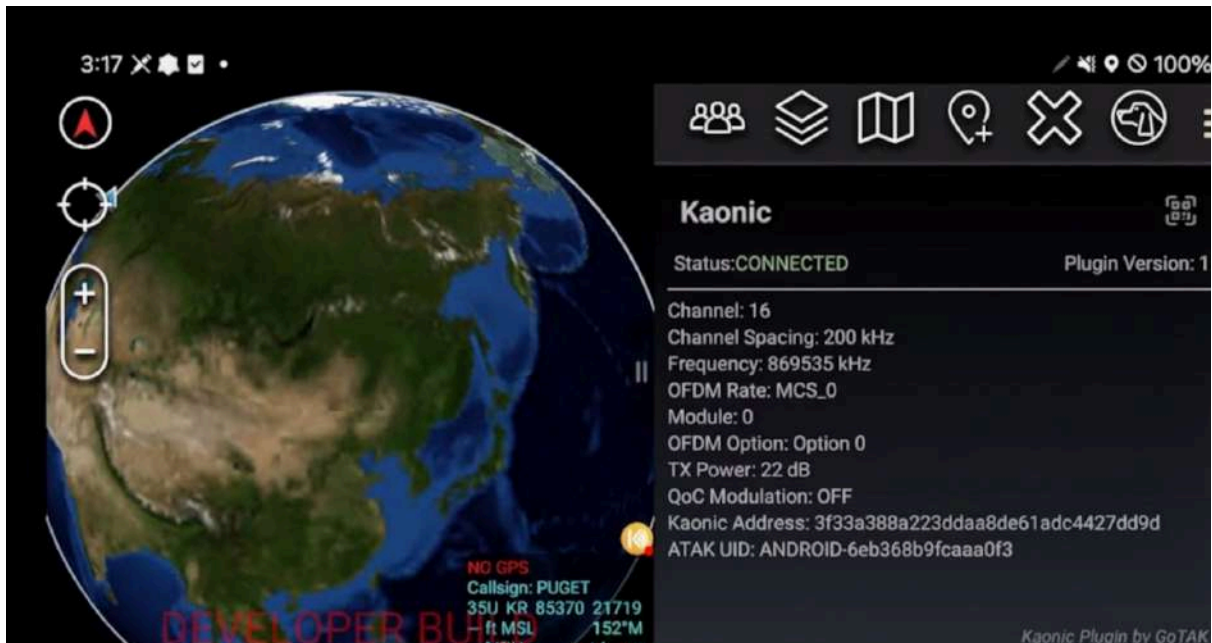 3:17
100%
Kaonic
Status:CONNECTED
Plugin Version: 1
Channel: 16
Channel Spacing: 200 kHz
Frequency: 869535 kHz
OFDM Rate: MCS_0
Module: 0
OFDM Option: Option 0
TX Power: 22 dB
QoC Modulation: OFF
Kaonic Address: 3f33a388a223ddaa8de61adc4427dd9d
ATAK UID: ANDROID-6eb368b9fcaaa0f3
NO GPS
Callsign: PUGET
35U KR 85370 21719
-- ft MSL 152°M
DEVELOPER BUILD
Kaonic Plugin by GoTAK